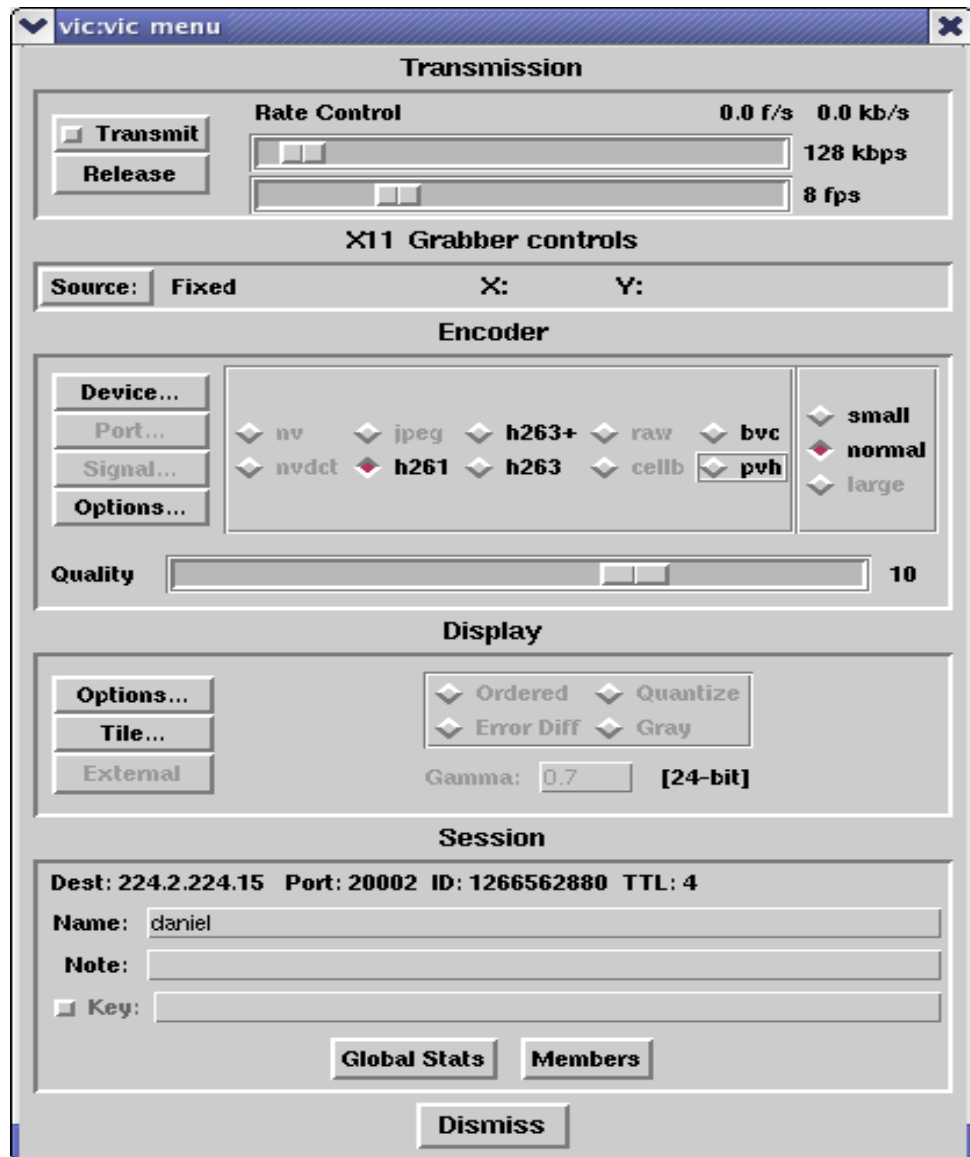 vic:vic menu
Transmission
Rate Control 0.0 f/s 0.0 kb/s
Transmit
128 kbps
Release
8 fps
X11 Grabber controls
Source: Fixed X: Y:
Encoder
Device...
Port...
Signal...
Options...
nv jpeg h263+ raw bvc
nvdct h261 h263 cellb pvh
small
normal
large
Quality 10
Display
Options...
Tile...
External
Ordered Quantize
Error Diff Gray
Gamma: 0.7 [24-bit]
Session
Dest: 224.2.224.15 Port: 20002 ID: 1266562880 TTL: 4
Name: daniel
Note:
Key:
Global Stats Members
Dismiss